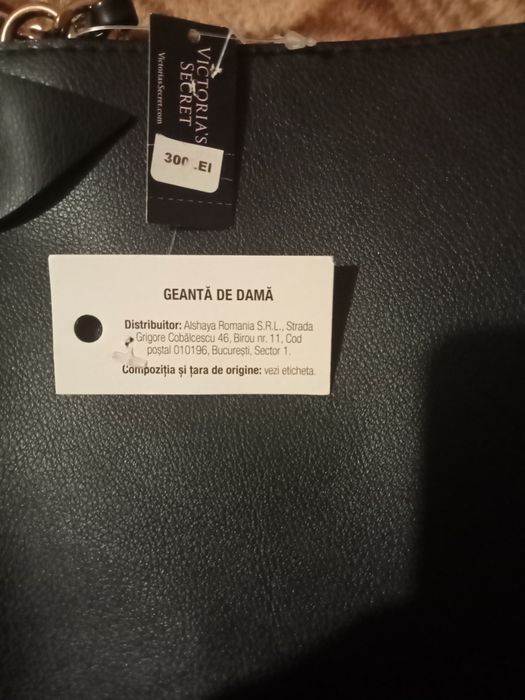 VICTORIA'S
SECRET
VictoriasSecret.com
300 LEI
GEANTĂ DE DAMĂ
Distribuitor: Alshaya Romania S.R.L., Strada
Grigore Cobălcescu 46, Birou nr. 11, Cod
poștal 010196, București, Sector 1.
Compoziția și țara de origine: vezi eticheta.